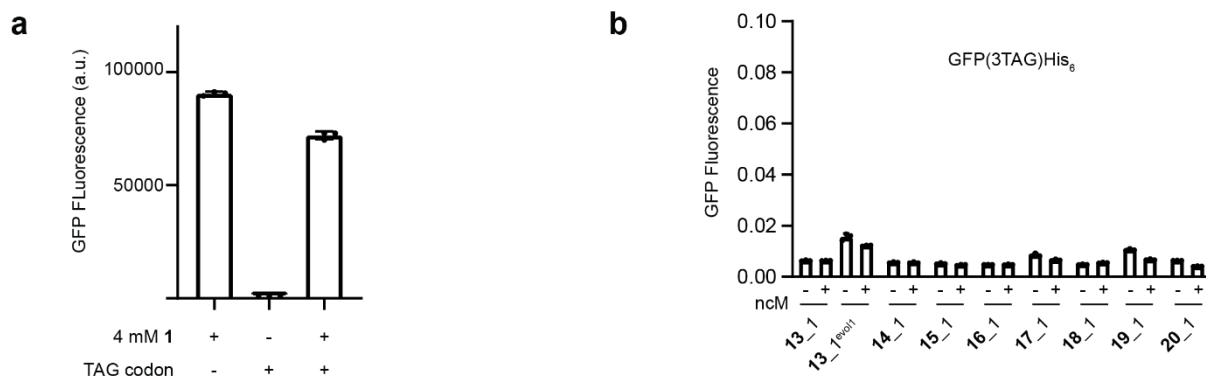 a
GFP FLuorescence (a.u.)
100000
50000
4 mM 1 + - +
TAG codon - + +
b
GFP(3TAG)His6
GFP Fluorescence
0.10
0.08
0.06
0.04
0.02
0.00
- + - + - + - + - + - + - + - + - +
ncM
13_1 13_1evol1 14_1 15_1 16_1 17_1 18_1 19_1 20_1